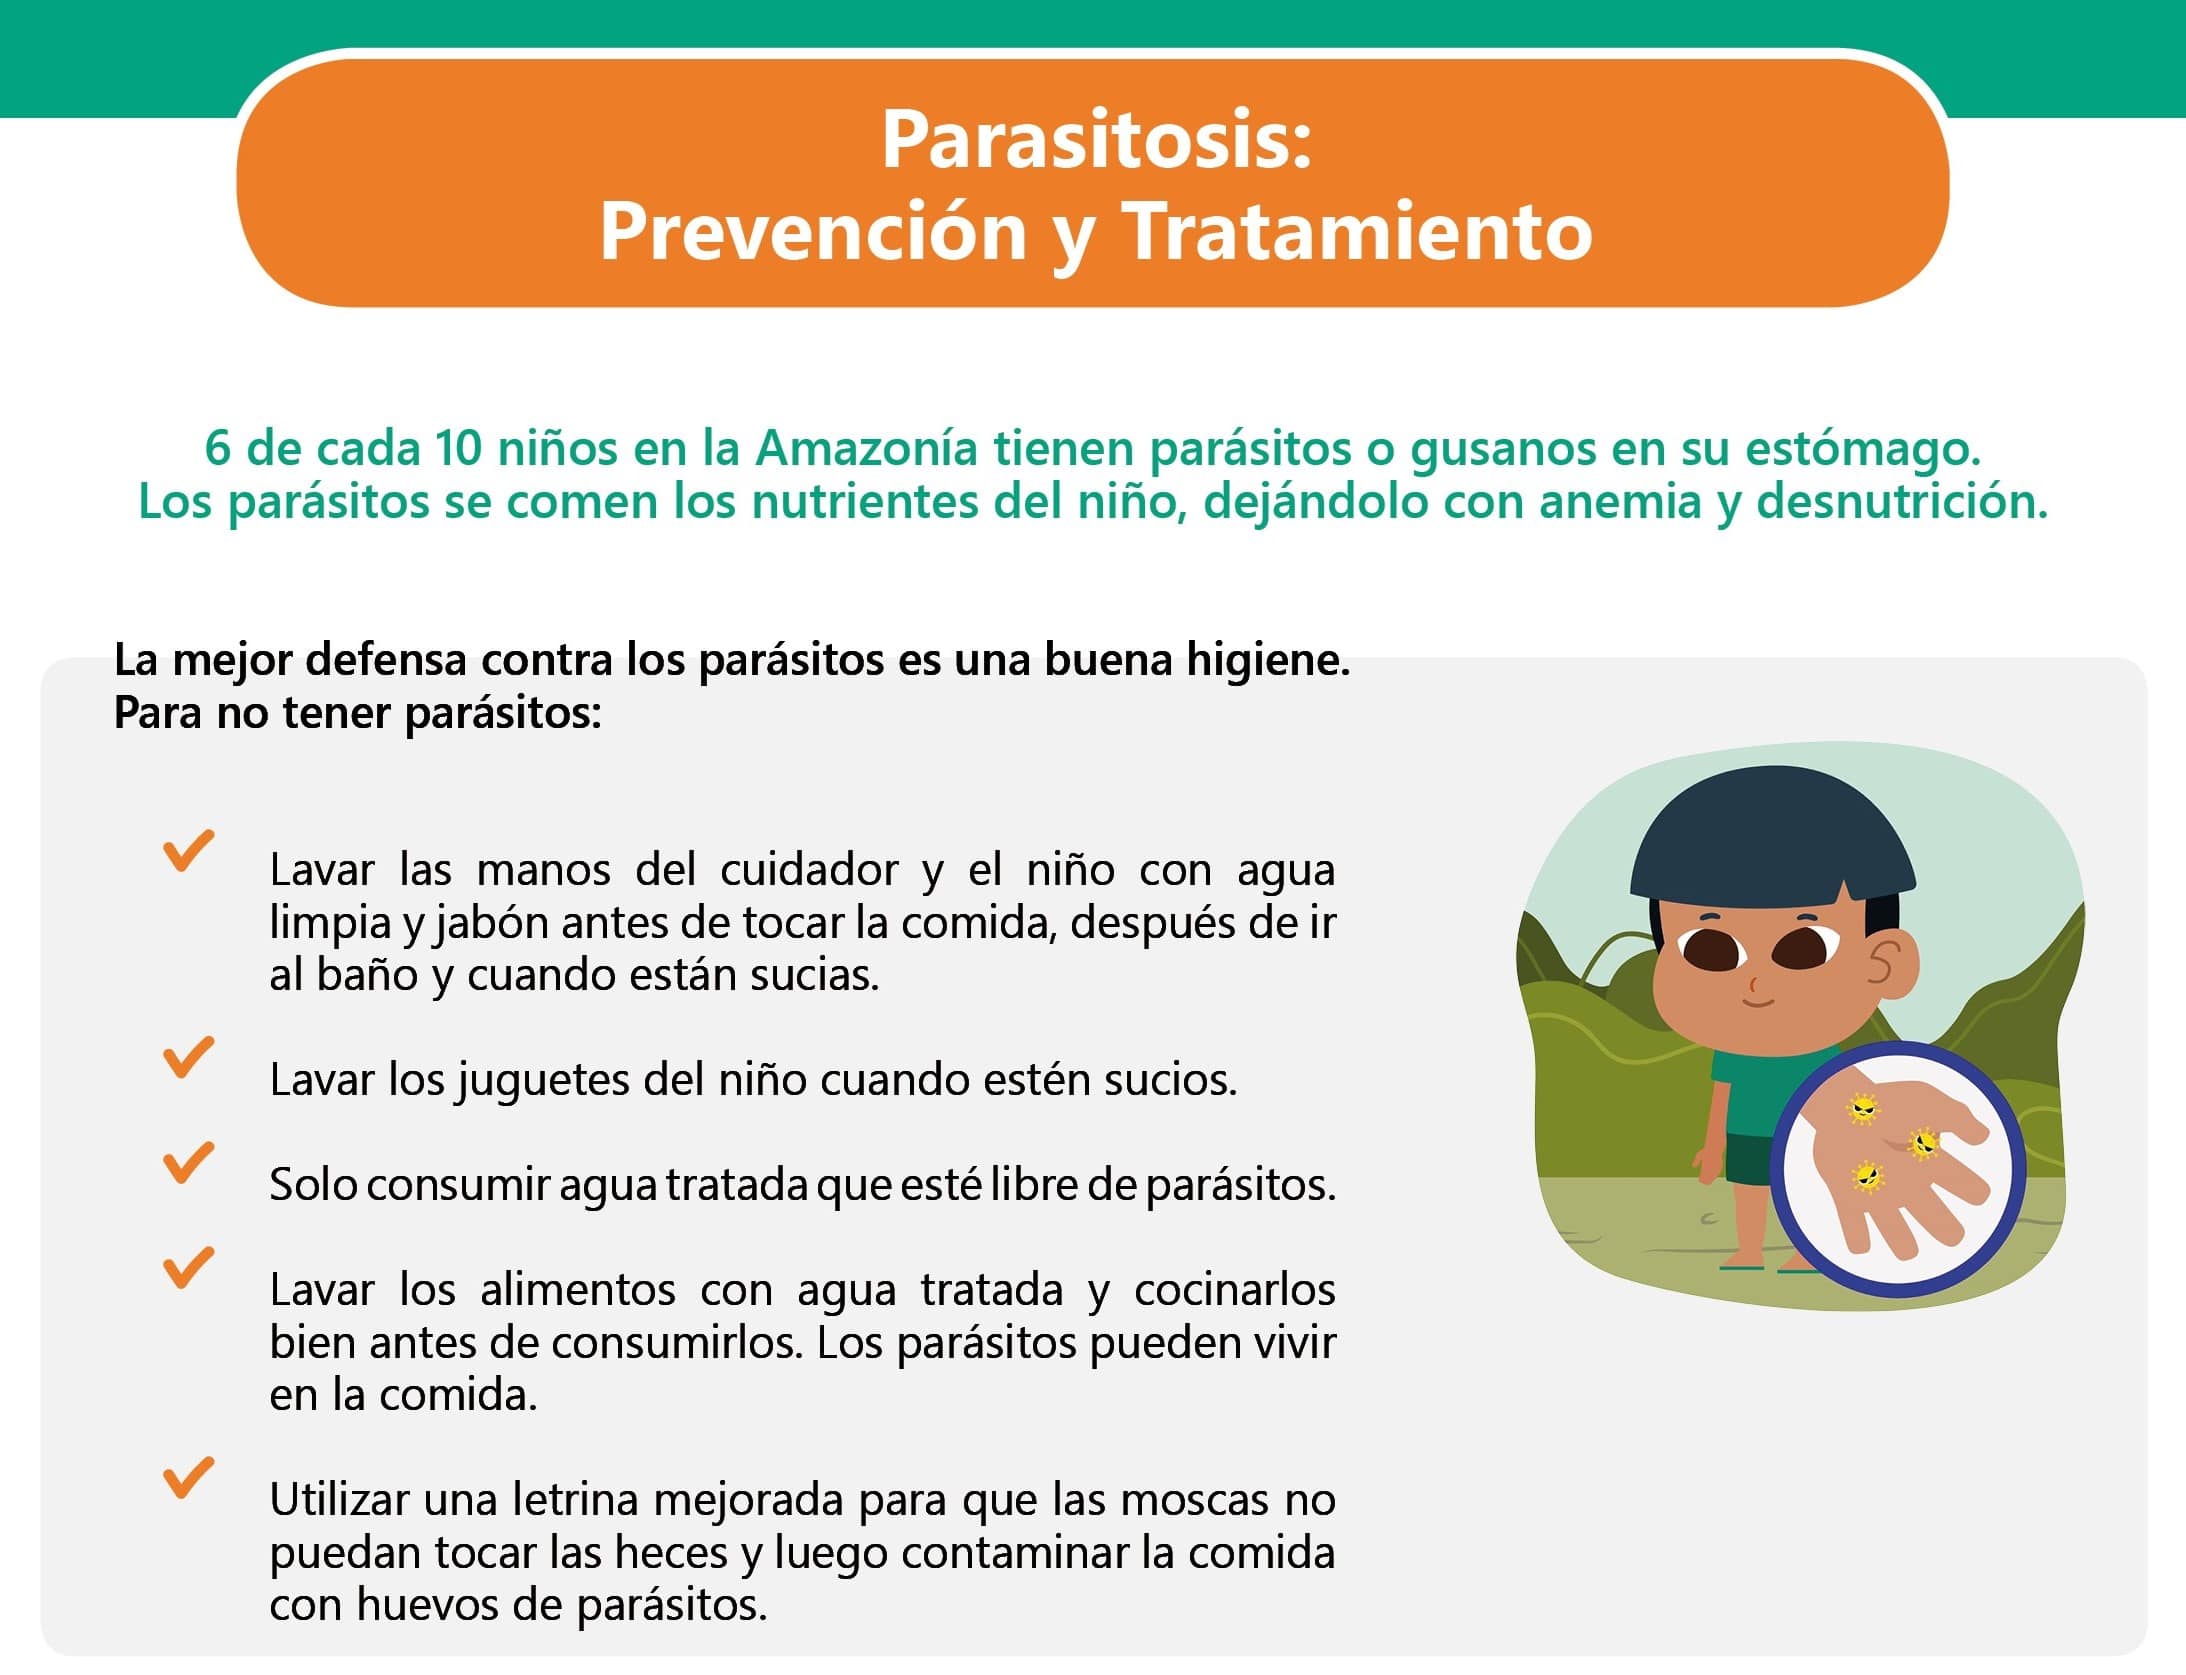 Parasitosis:
Prevención y Tratamiento
6 de cada 10 niños en la Amazonía tienen parásitos o gusanos en su estómago.
Los parásitos se comen los nutrientes del niño, dejándolo con anemia y desnutrición.
La mejor defensa contra los parásitos es una buena higiene.
Para no tener parásitos:
Lavar las manos del cuidador y el niño con agua
limpia y jabón antes de tocar la comida, después de ir
al baño y cuando están sucias.
Lavar los juguetes del niño cuando estén sucios.
Solo consumir agua tratada que esté libre de parásitos.
Lavar los alimentos con agua tratada y cocinarlos
bien antes de consumirlos. Los parásitos pueden vivir
en la comida.
Utilizar una letrina mejorada para que las moscas no
puedan tocar las heces y luego contaminar la comida
con huevos de parásitos.